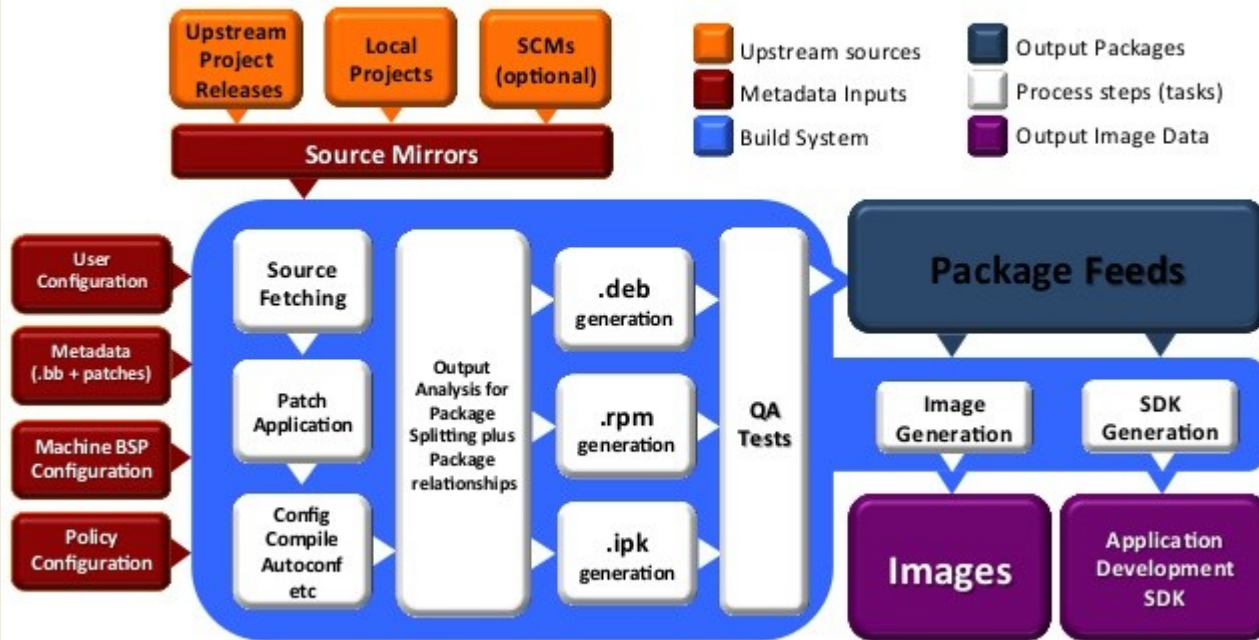 Upstream
Project
Releases
Local
Projects
SCMs
(optional)
Source Mirrors
Upstream sources
Metadata Inputs
Build System
Output Packages
Process steps (tasks)
Output Image Data
User
Configuration
Metadata
(.bb + patches)
Machine BSP
Configuration
Policy
Configuration
Source
Fetching
Patch
Application
Config
Compile
Autoconf
etc
Output
Analysis for
Package
Splitting plus
Package
relationships
.deb
generation
.rpm
generation
.ipk
generation
QA
Tests
Package Feeds
Image
Generation
SDK
Generation
Images
Application
Development
SDK